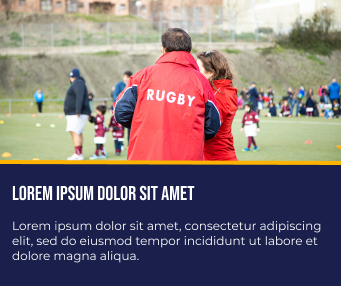 RUGBY
LOREM IPSUM DOLOR SIT AMET
Lorem ipsum dolor sit amet, consectetur adipiscing
elit, sed do eiusmod tempor incididunt ut labore et
dolore magna aliqua.